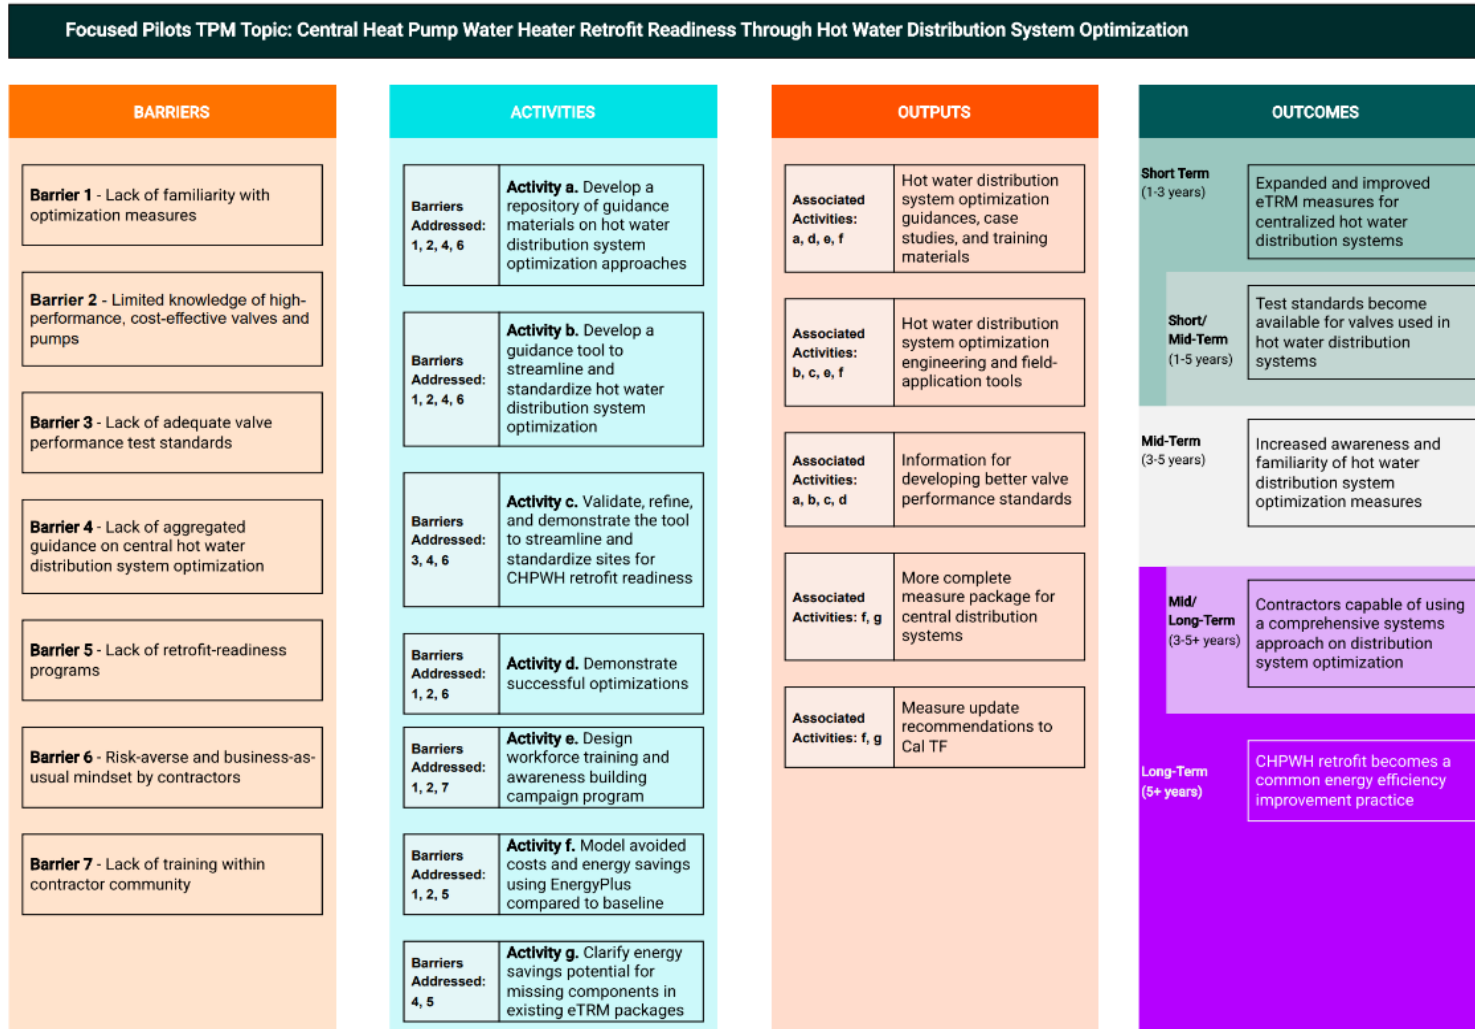 Focused Pilots TPM Topic: Central Heat Pump Water Heater Retrofit Readiness Through Hot Water Distribution System Optimization
BARRIERS
Barrier 1 - Lack of familiarity with
optimization measures
Barrier 2 - Limited knowledge of high-
performance, cost-effective valves and
pumps
Barrier 3 - Lack of adequate valve
performance test standards
Barrier 4 - Lack of aggregated
guidance on central hot water
distribution system optimization
Barrier 5 - Lack of retrofit-readiness
programs
Barrier 6 - Risk-averse and business-as-
usual mindset by contractors
Barrier 7 - Lack of training within
contractor community
ACTIVITIES
Barriers
Addressed:
1, 2, 4, 6
Activity a. Develop a
repository of guidance
materials on hot water
distribution system
optimization approaches
Barriers
Addressed:
1, 2, 4, 6
Activity b. Develop a
guidance tool to
streamline and
standardize hot water
distribution system
optimization
Barriers
Addressed:
3, 4, 6
Activity c. Validate, refine,
and demonstrate the tool
to streamline and
standardize sites for
CHPWH retrofit readiness
Barriers
Addressed:
1, 2, 6
Activity d. Demonstrate
successful optimizations
Barriers
Addressed:
1, 2, 7
Activity e. Design
workforce training and
awareness building
campaign program
Barriers
Addressed:
1, 2, 5
Activity f. Model avoided
costs and energy savings
using EnergyPlus
compared to baseline
Barriers
Addressed:
4, 5
Activity g. Clarify energy
savings potential for
missing components in
existing eTRM packages
OUTPUTS
Associated
Activities:
a, d, e, f
Hot water distribution
system optimization
guidances, case
studies, and training
materials
Associated
Activities:
b, c, e, f
Hot water distribution
system optimization
engineering and field-
application tools
Associated
Activities:
a, b, c, d
Information for
developing better valve
performance standards
Associated
Activities: f, g
More complete
measure package for
central distribution
systems
Associated
Activities: f, g
Measure update
recommendations to
Cal TF
OUTCOMES
Short Term
(1-3 years)
Expanded and improved
eTRM measures for
centralized hot water
distribution systems
Short/
Mid-Term
(1-5 years)
Test standards become
available for valves used in
hot water distribution
systems
Mid-Term
(3-5 years)
Increased awareness and
familiarity of hot water
distribution system
optimization measures
Mid/
Long-Term
(3-5+ years)
Contractors capable of using
a comprehensive systems
approach on distribution
system optimization
Long-Term
(5+ years)
CHPWH retrofit becomes a
common energy efficiency
improvement practice